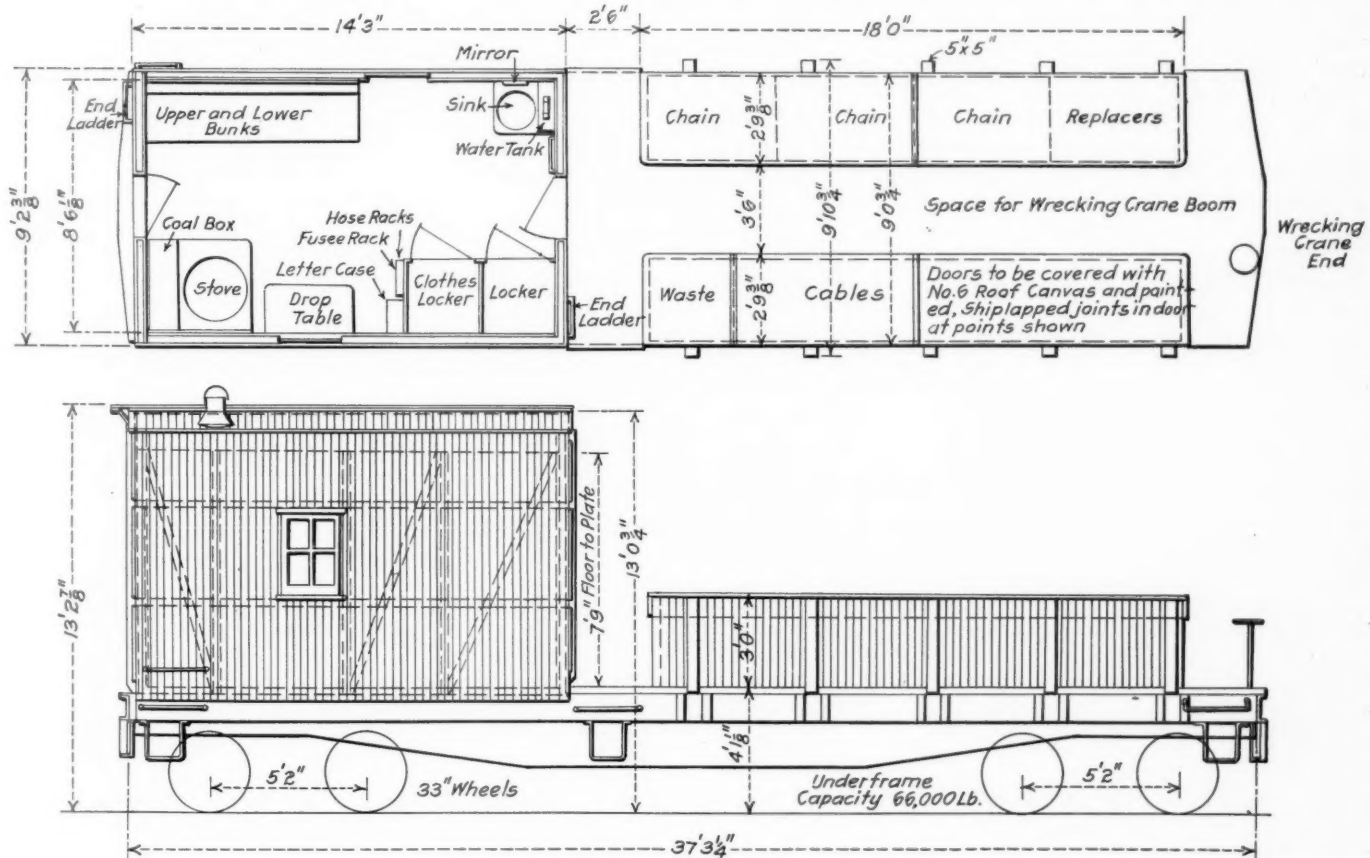 14'3"
2'6"
18'0"
5"x5"
Mirror
End
Ladder
Upper and Lower
Bunks
Sink
Water Tank
Chain
Chain
Chain
Replacers
2'9 3/8"
9'2 3/8"
8'6 1/8"
3'6"
9'10 3/4"
9'0 3/4"
Space for Wrecking Crane Boom
Wrecking
Crane
End
Coal Box
Hose Racks
Fusee Rack
Letter Case
Stove
Drop
Table
Clothes
Locker
Locker
End
Ladder
Waste
2'9 3/8"
Cables
Doors to be covered with
No.6 Roof Canvas and paint-
ed, Shiplapped joints in door
at points shown
13'2 7/8"
7'9" Floor to Plate
13'0 3/4"
3'0"
4'1 1/8"
5'2"
33" Wheels
Underframe
Capacity 66,000 Lb.
5'2"
37'3 1/4"